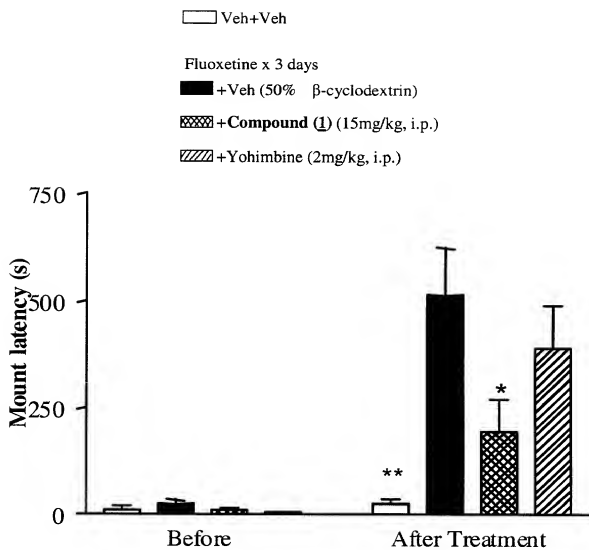 Veh+Veh
Fluoxetine x 3 days
+Veh (50% β-cyclodextrin)
+Compound (1) (15mg/kg, i.p.)
+Yohimbine (2mg/kg, i.p.)
Mount latency (s)
750
500
250
0
**
*
Before
After Treatment